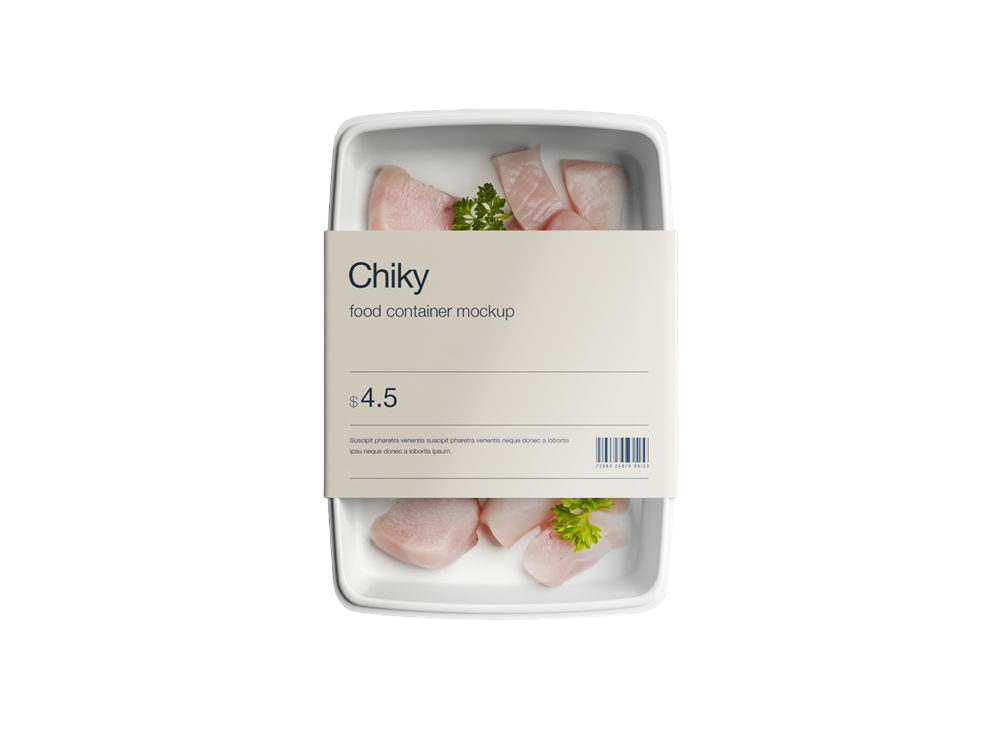 Chiky
food container mockup
$4.5
Suscipit pharetra venentis suscipit pharetra venentis neque donec a lobortis
ipsu neque donec a lobortis ipsum.